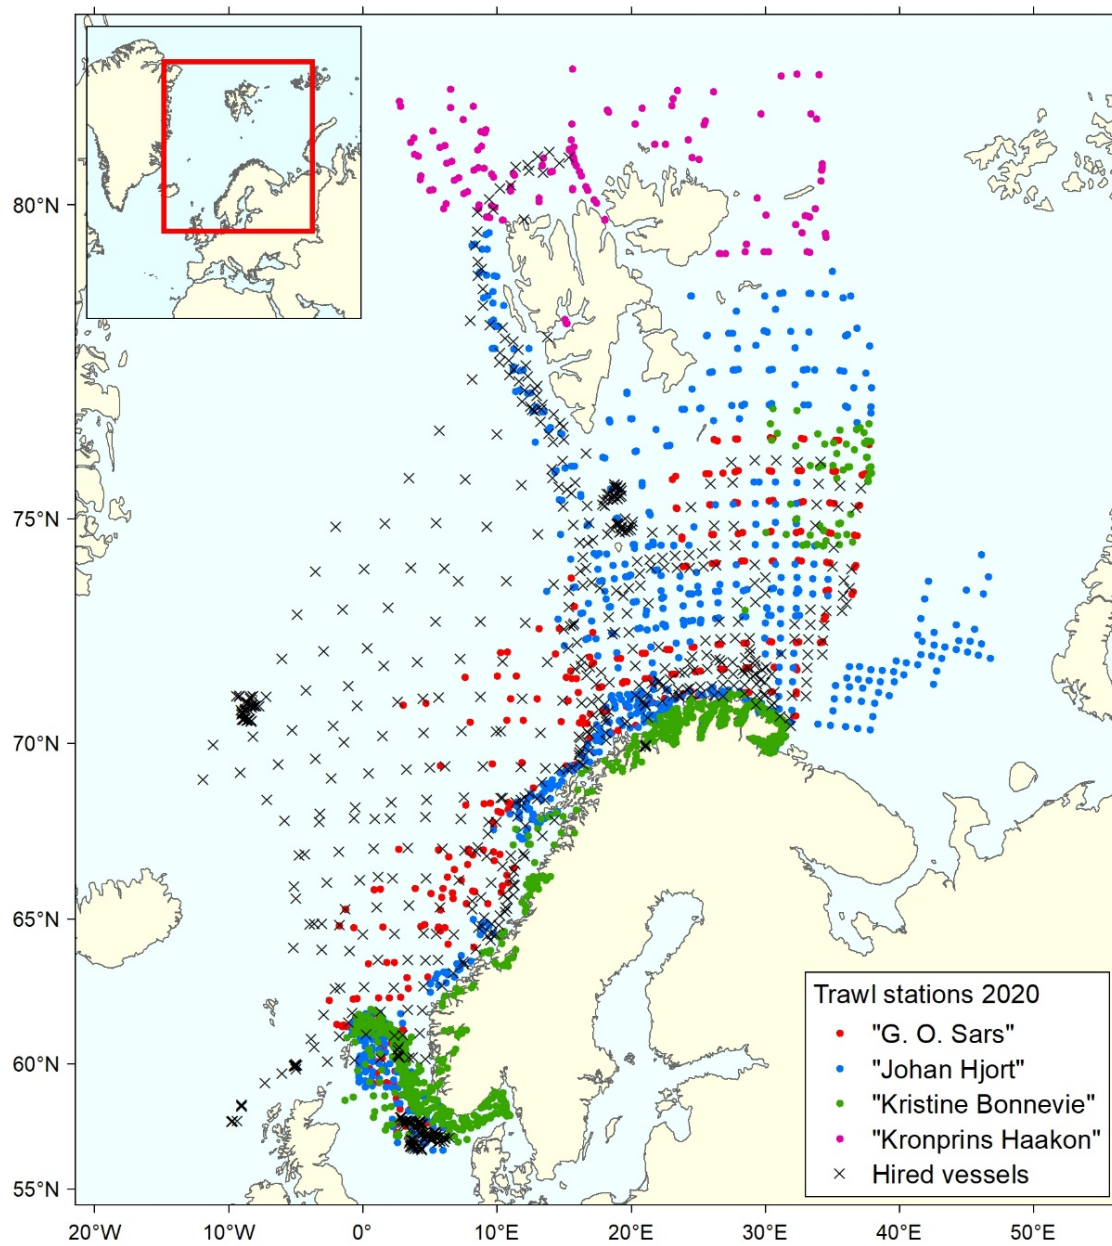 80°N
75°N
70°N
65°N
60°N
55°N
Trawl stations 2020
"G. O. Sars"
"Johan Hjort"
"Kristine Bonnevie"
"Kronprins Haakon"
Hired vessels
20°W 10°W 0° 10°E 20°E 30°E 40°E 50°E